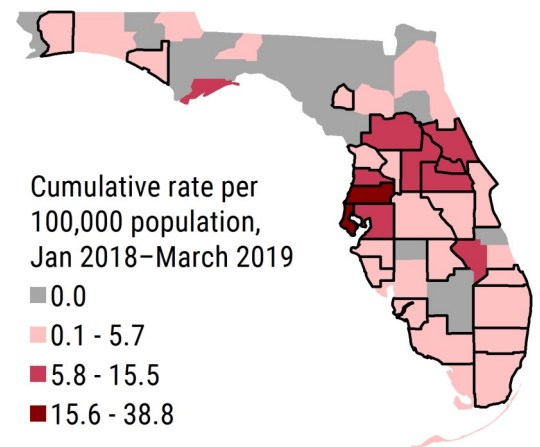 Cumulative rate per
100,000 population,
Jan 2018–March 2019
0.0
0.1 - 5.7
5.8 - 15.5
15.6 - 38.8